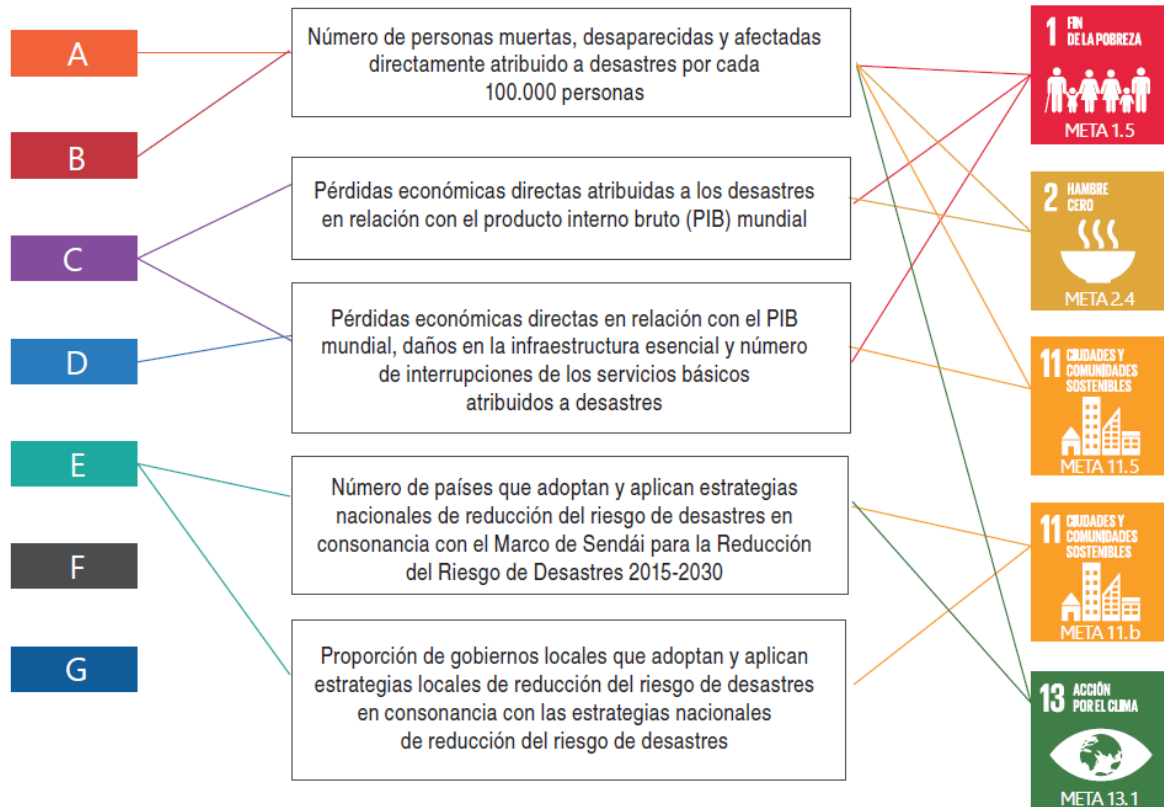 A
B
C
D
E
F
G
Número de personas muertas, desaparecidas y afectadas
directamente atribuido a desastres por cada
100.000 personas
Pérdidas económicas directas atribuidas a los desastres
en relación con el producto interno bruto (PIB) mundial
Pérdidas económicas directas en relación con el PIB
mundial, daños en la infraestructura esencial y número
de interrupciones de los servicios básicos
atribuidos a desastres
Número de países que adoptan y aplican estrategias
nacionales de reducción del riesgo de desastres en
consonancia con el Marco de Sendái para la Reducción
del Riesgo de Desastres 2015-2030
Proporción de gobiernos locales que adoptan y aplican
estrategias locales de reducción del riesgo de desastres
en consonancia con las estrategias nacionales
de reducción del riesgo de desastres
1 FIN
DE LA POBREZA
META 1.5
2 HAMBRE
CERO
META 2.4
11 CIUDADES Y
COMUNIDADES
SOSTENIBLES
META 11.5
11 CIUDADES Y
COMUNIDADES
SOSTENIBLES
META 11.b
13 ACCIÓN
POR EL CLIMA
META 13.1